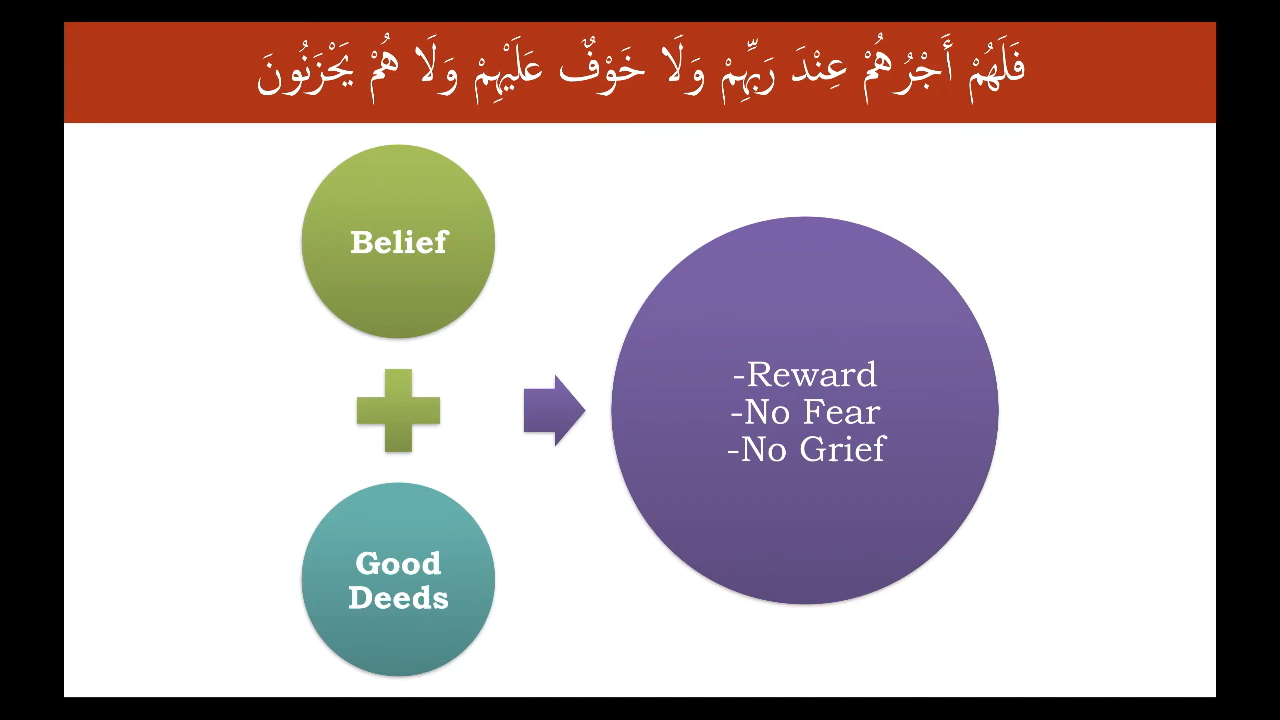 فَلَهُمْ أَجْرُهُمْ عِنْدَ رَبِّهِمْ وَلَا خَوْفٌ عَلَيْهِمْ وَلَا هُمْ يَحْزَنُونَ
Belief
Good
Deeds
-Reward
-No Fear
-No Grief